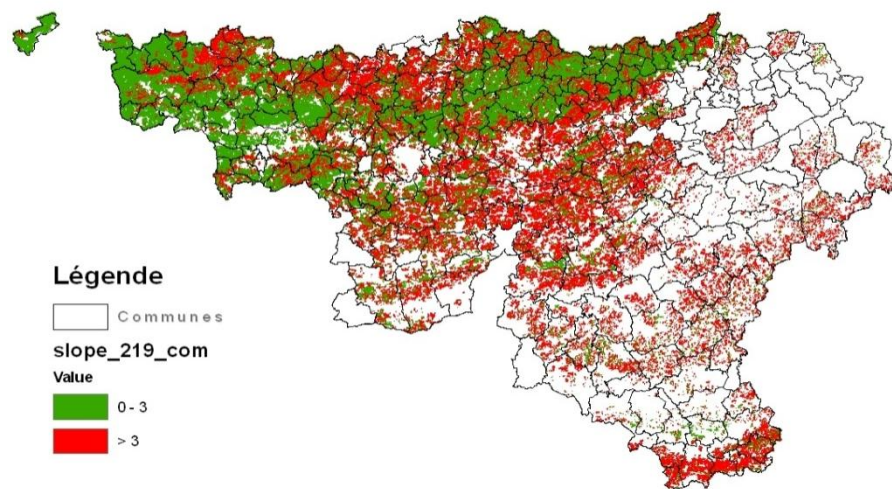 Légende
Communes
slope_219_com
Value
0 - 3
> 3